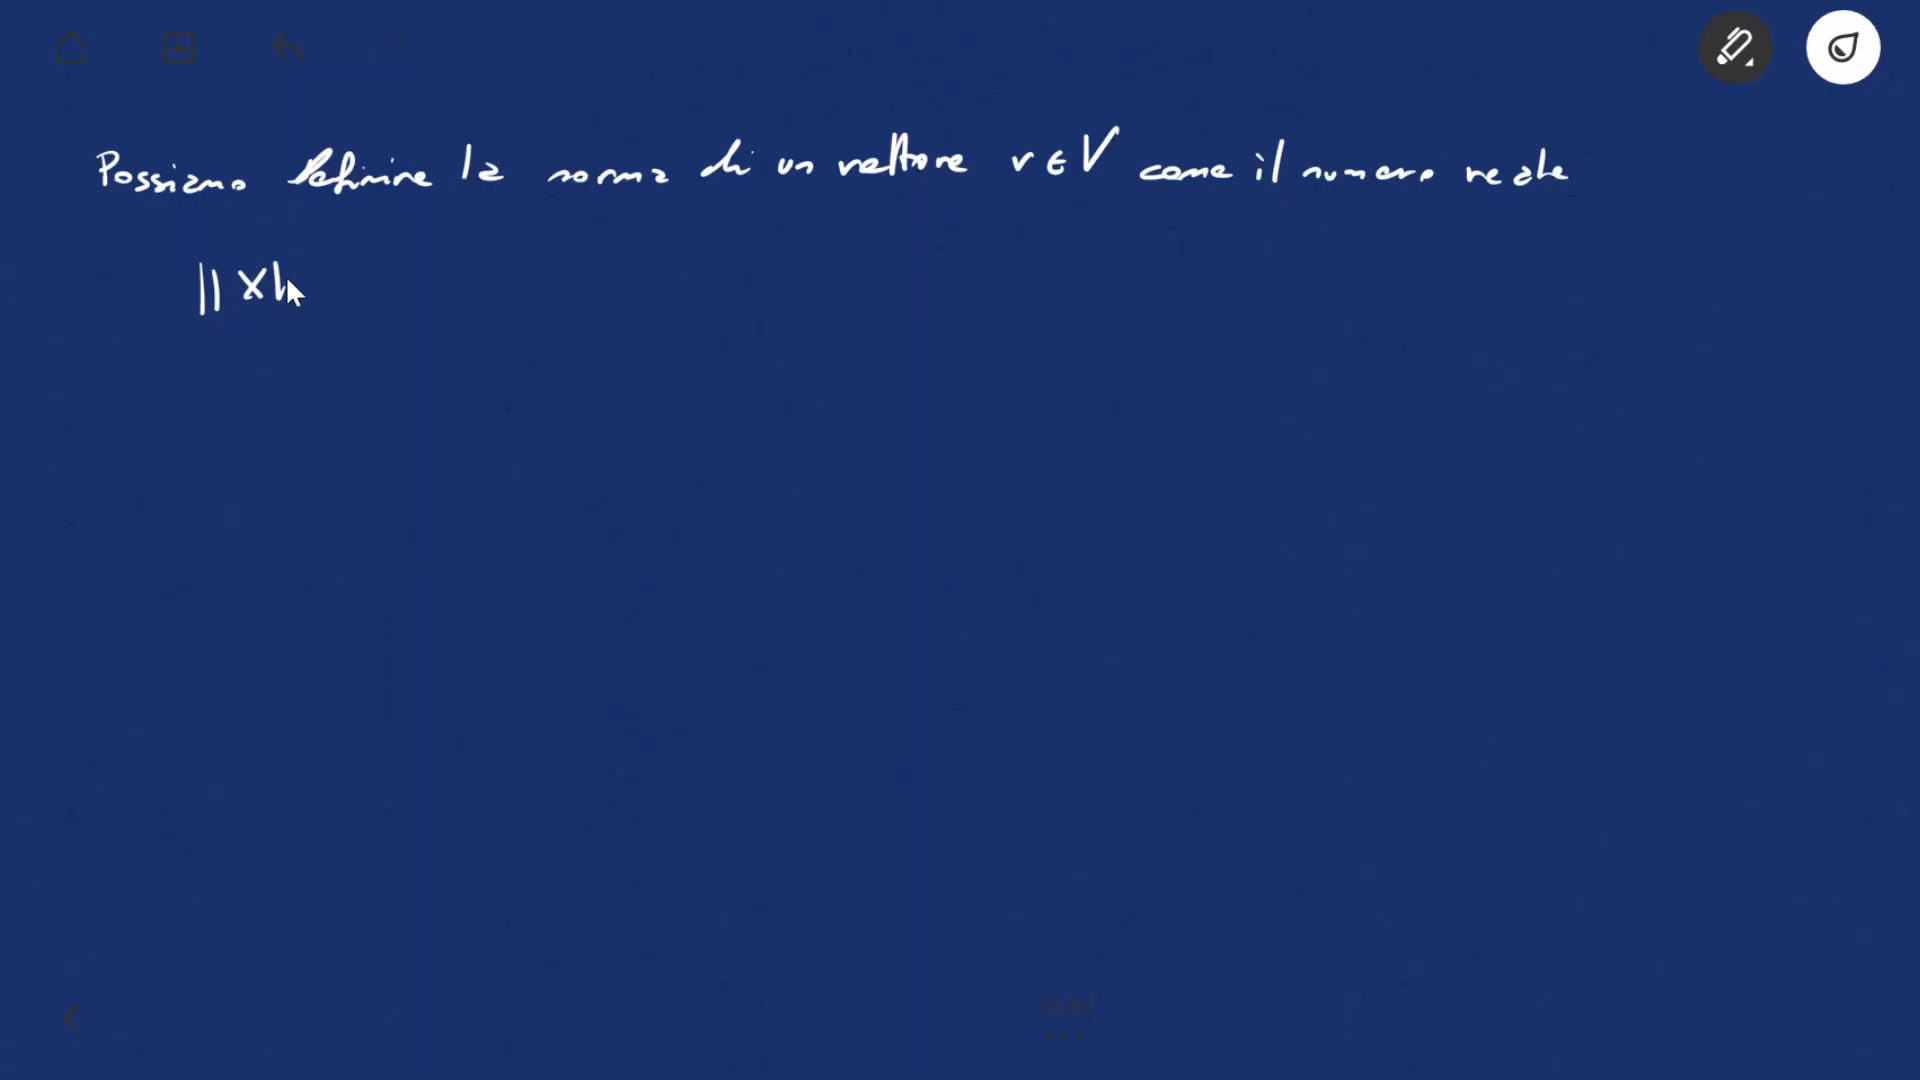 Possiamo definire la norma di un vettore v ∈ V come il numero reale
|| x |